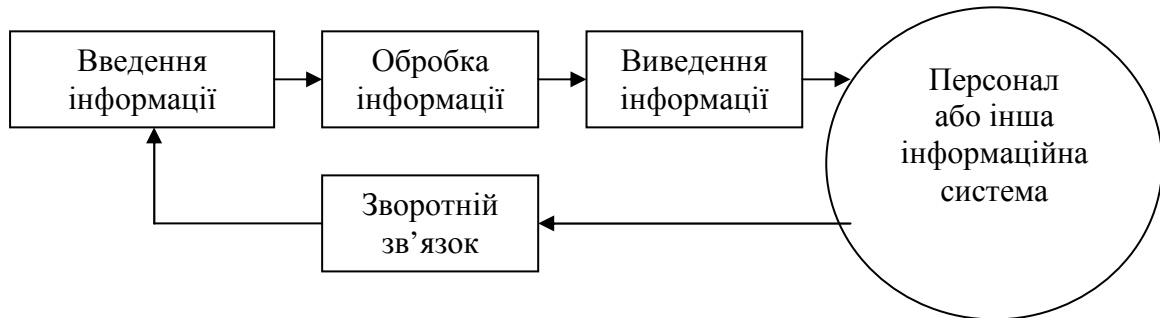 Введення
інформації
Обробка
інформації
Виведення
інформації
Персонал
або інша
інформаційна
система
Зворотній
зв’язок